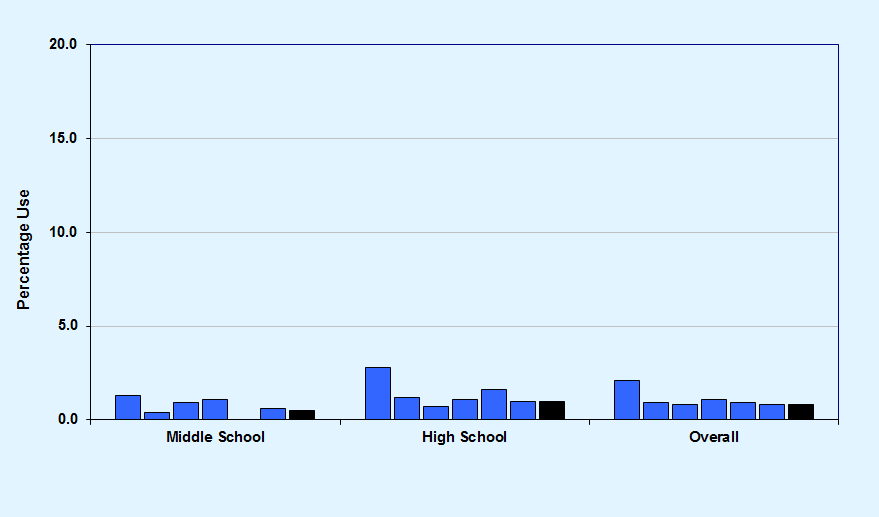 20.0
15.0
10.0
5.0
0.0
Percentage Use
Middle School
High School
Overall